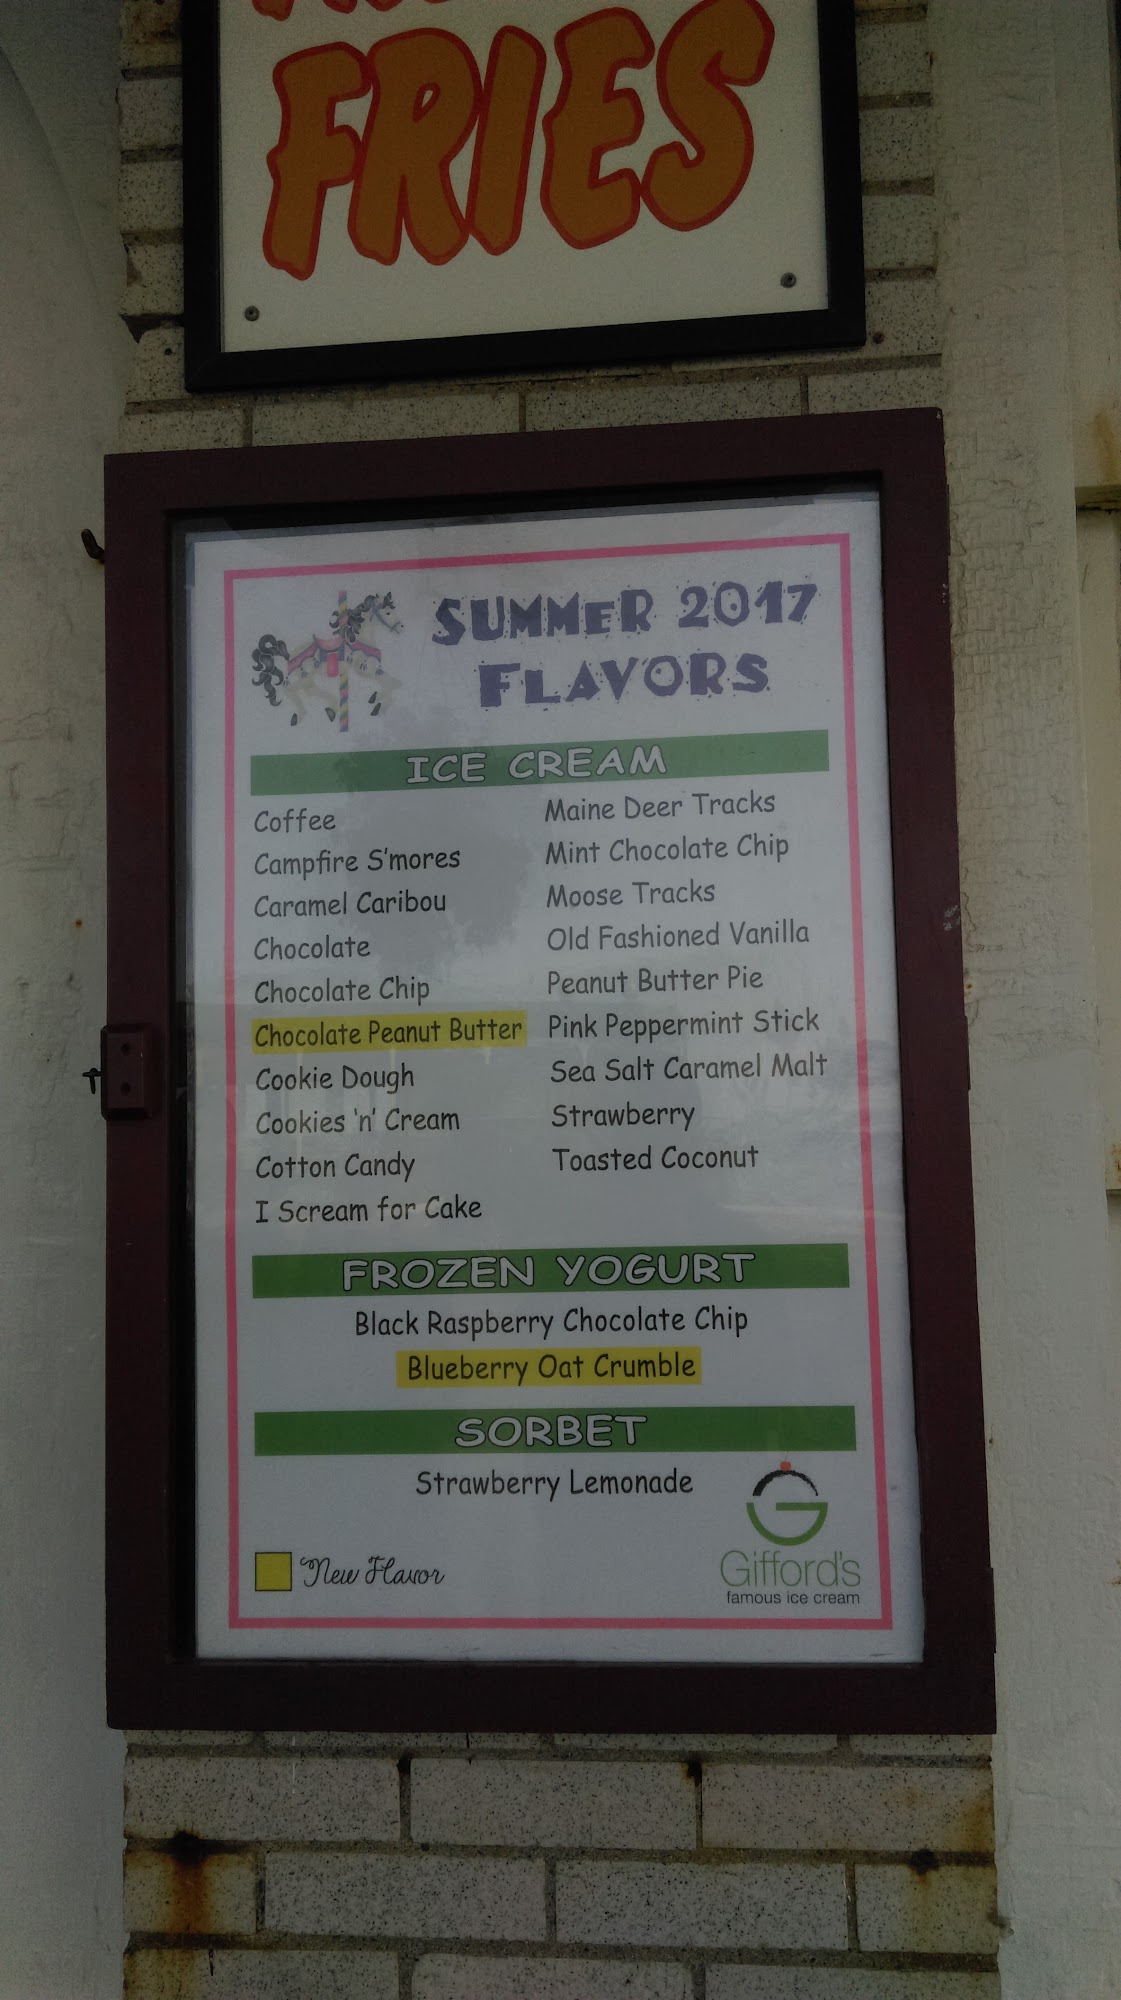 FRIES
SUMMER 2017
FLAVORS
ICE CREAM
Coffee
Campfire S'mores
Caramel Caribou
Chocolate
Chocolate Chip
Chocolate Peanut Butter
Cookie Dough
Cookies 'n' Cream
Cotton Candy
I Scream for Cake
Maine Deer Tracks
Mint Chocolate Chip
Moose Tracks
Old Fashioned Vanilla
Peanut Butter Pie
Pink Peppermint Stick
Sea Salt Caramel Malt
Strawberry
Toasted Coconut
FROZEN YOGURT
Black Raspberry Chocolate Chip
Blueberry Oat Crumble
SORBET
Strawberry Lemonade
New Flavor
G
Gifford's
famous ice cream